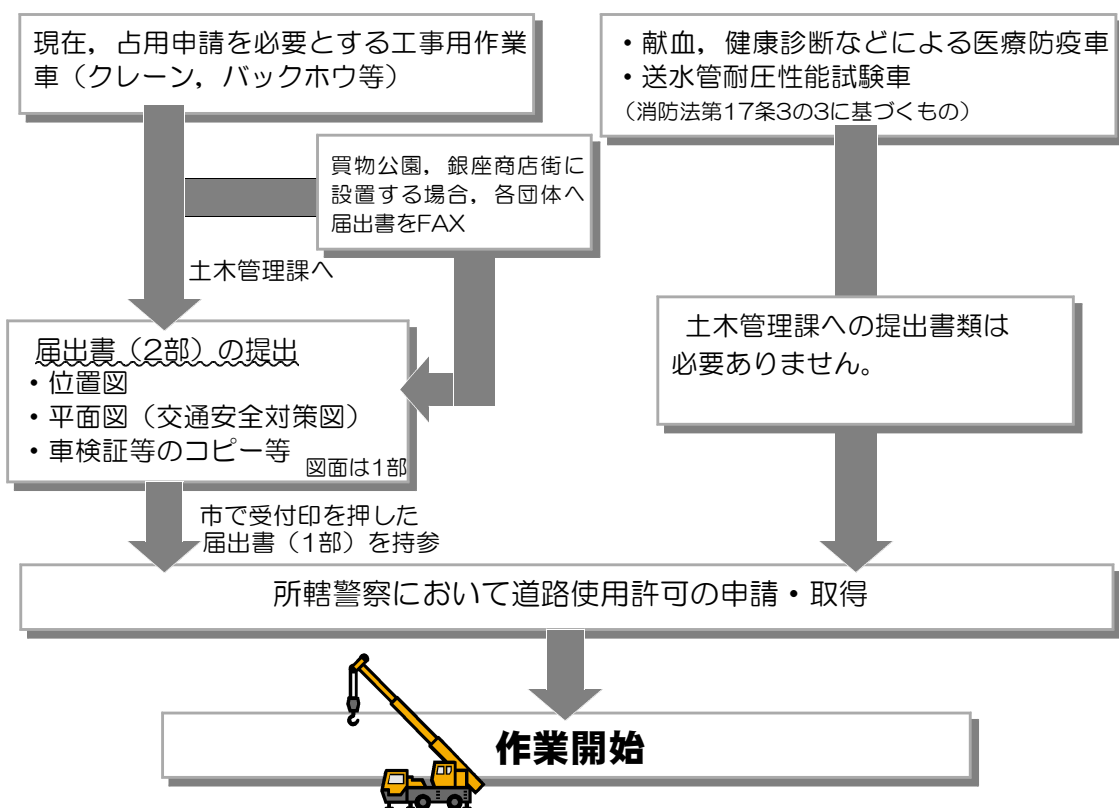 現在，占用申請を必要とする工事用作業
車（クレーン，バックホウ等）
・献血，健康診断などによる医療防疫車
・送水管耐圧性能試験車
（消防法第17条3の3に基づくもの）
買物公園，銀座商店街に
設置する場合，各団体へ
届出書をFAX
土木管理課へ
届出書（2部）の提出
・位置図
・平面図（交通安全対策図）
・車検証等のコピー等
図面は1部
土木管理課への提出書類は
必要ありません。
市で受付印を押した
届出書（1部）を持参
所轄警察において道路使用許可の申請・取得
作業開始